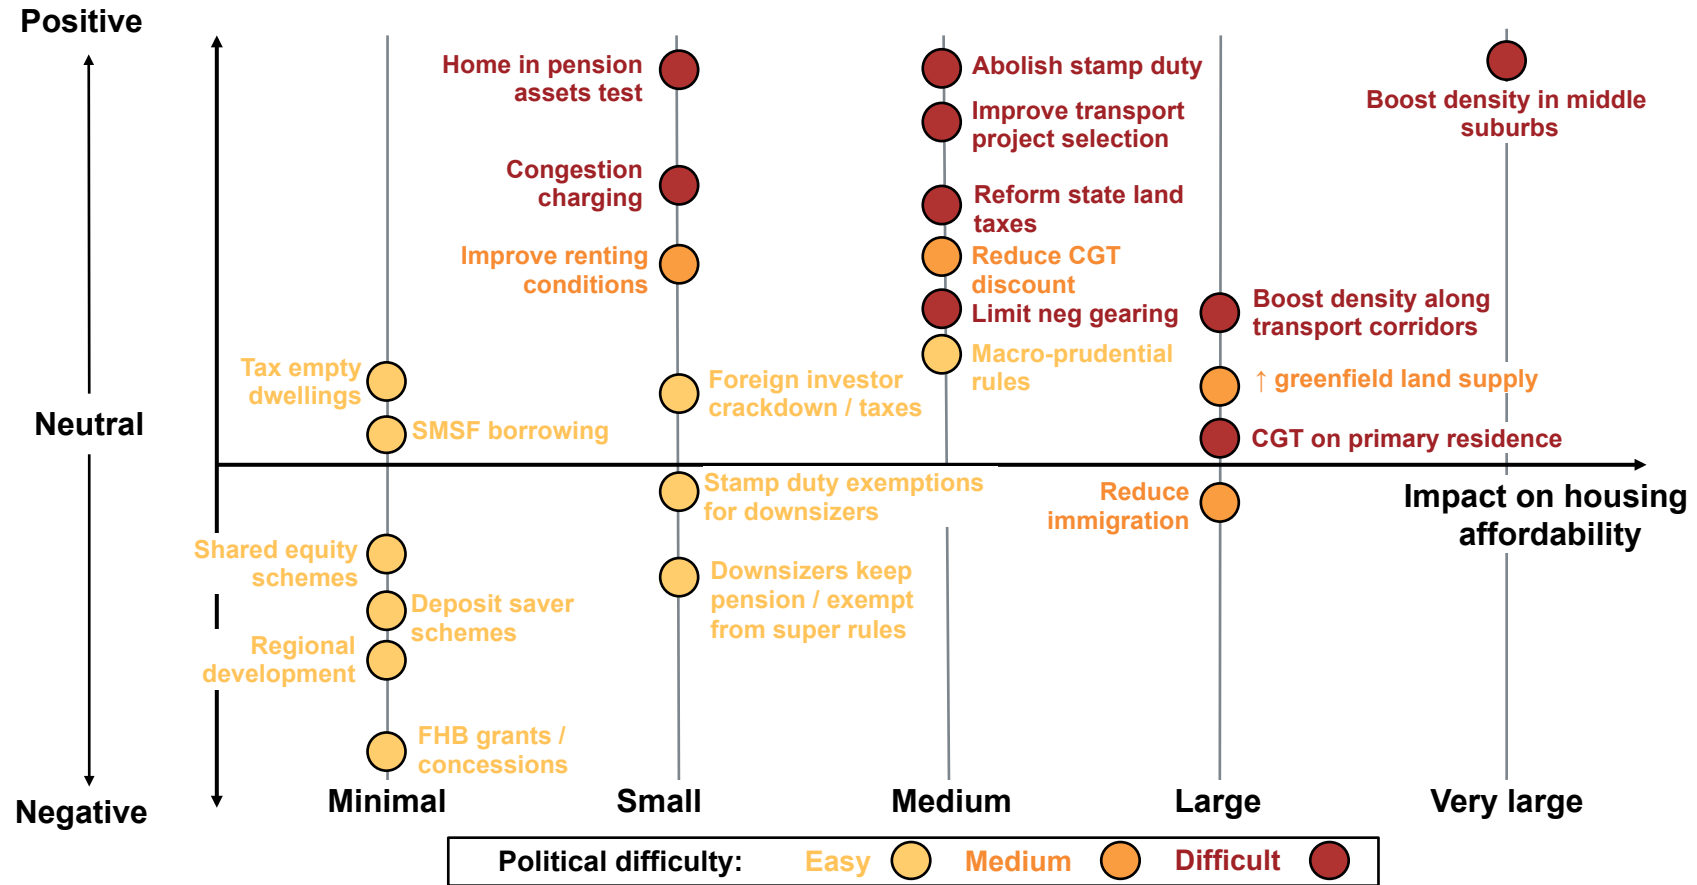 Positive
Neutral
Negative
Home in pension
assets test
Congestion
charging
Improve renting
conditions
Tax empty
dwellings
SMSF borrowing
Foreign investor
crackdown / taxes
Abolish stamp duty
Improve transport
project selection
Reform state land
taxes
Reduce CGT
discount
Limit neg gearing
Macro-prudential
rules
Boost density in middle
suburbs
Boost density along
transport corridors
↑ greenfield land supply
CGT on primary residence
Impact on housing
affordability
Stamp duty exemptions
for downsizers
Reduce
immigration
Shared equity
schemes
Deposit saver
schemes
Downsizers keep
pension / exempt
from super rules
Regional
development
FHB grants /
concessions
Minimal
Small
Medium
Large
Very large
Political difficulty:
Easy
Medium
Difficult